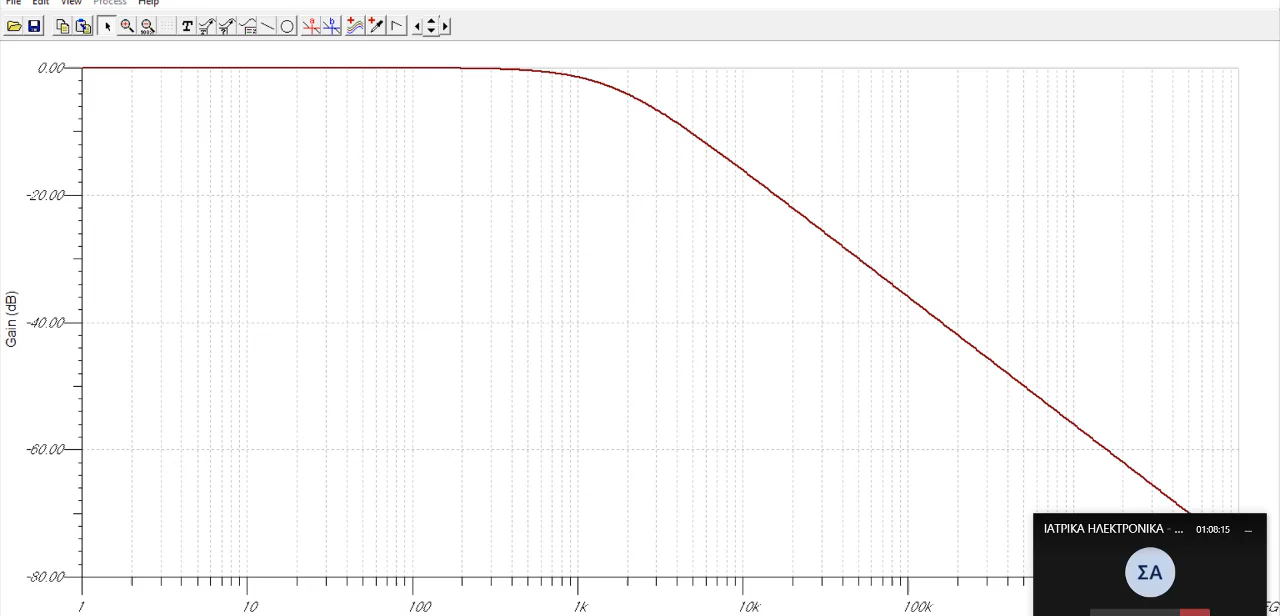 File Edit View Process Help
T
a
b
0.00
-20.00
-40.00
-60.00
-80.00
Gain (dB)
1 10 100 1k 10k 100k
ΙΑΤΡΙΚΑ ΗΛΕΚΤΡΟΝΙΚΑ - ... 01:08:15
ΣΑ